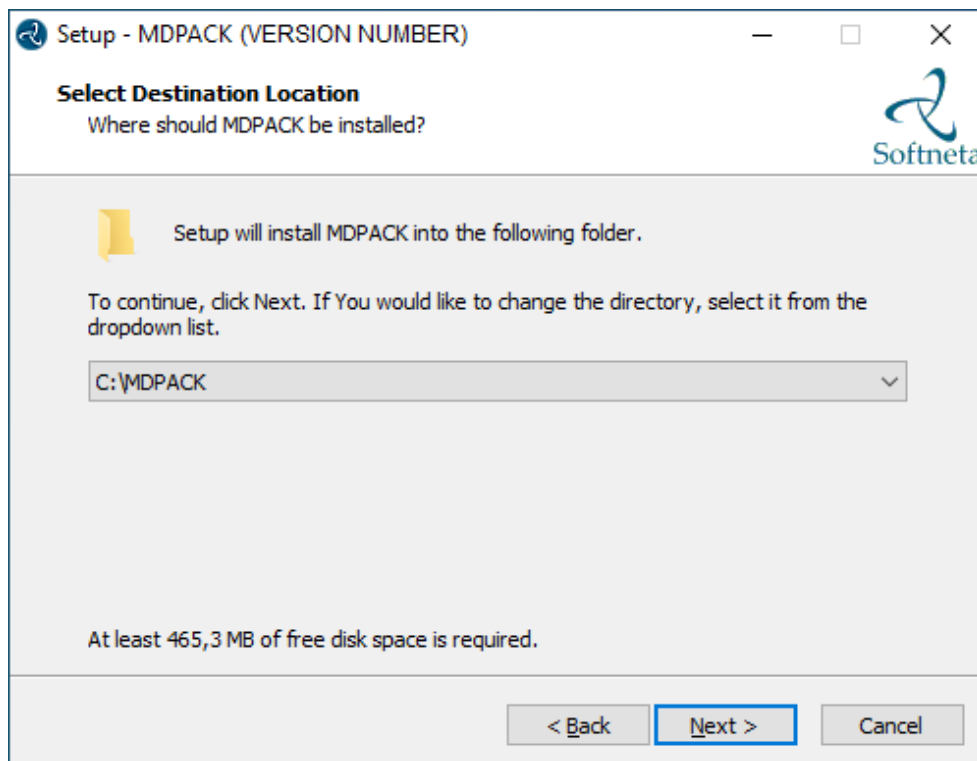 Setup - MDPACK (VERSION NUMBER)
Select Destination Location
Where should MDPACK be installed?
Softneta
Setup will install MDPACK into the following folder.
To continue, click Next. If You would like to change the directory, select it from the
dropdown list.
C:\MDPACK
At least 465,3 MB of free disk space is required.
< Back
Next >
Cancel